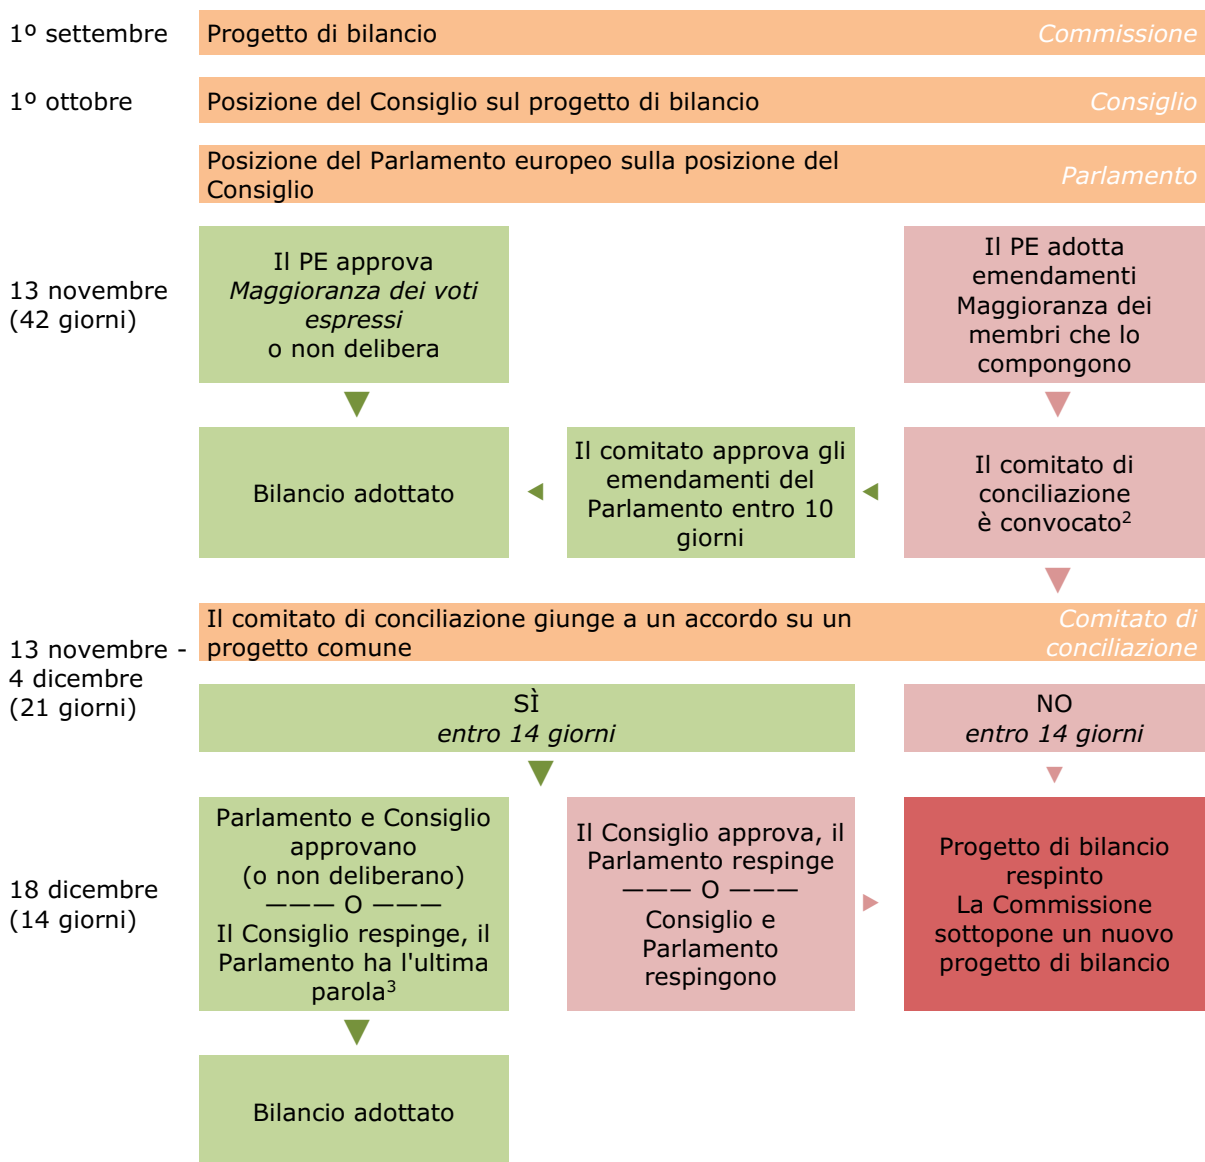 1º settembre
Progetto di bilancio
Commissione
1º ottobre
Posizione del Consiglio sul progetto di bilancio
Consiglio
Posizione del Parlamento europeo sulla posizione del
Consiglio
Parlamento
13 novembre
(42 giorni)
Il PE approva
Maggioranza dei voti
espressi
o non delibera
Il PE adotta
emendamenti
Maggioranza dei
membri che lo
compongono
Bilancio adottato
Il comitato approva gli
emendamenti del
Parlamento entro 10
giorni
Il comitato di
conciliazione
è convocato²
13 novembre -
4 dicembre
(21 giorni)
Il comitato di conciliazione giunge a un accordo su un
progetto comune
Comitato di
conciliazione
SÌ
entro 14 giorni
NO
entro 14 giorni
18 dicembre
(14 giorni)
Parlamento e Consiglio
approvano
(o non deliberano)
——— O ———
Il Consiglio respinge, il
Parlamento ha l'ultima
parola³
Il Consiglio approva, il
Parlamento respinge
——— O ———
Consiglio e
Parlamento
respingono
Progetto di bilancio
respinto
La Commissione
sottopone un nuovo
progetto di bilancio
Bilancio adottato